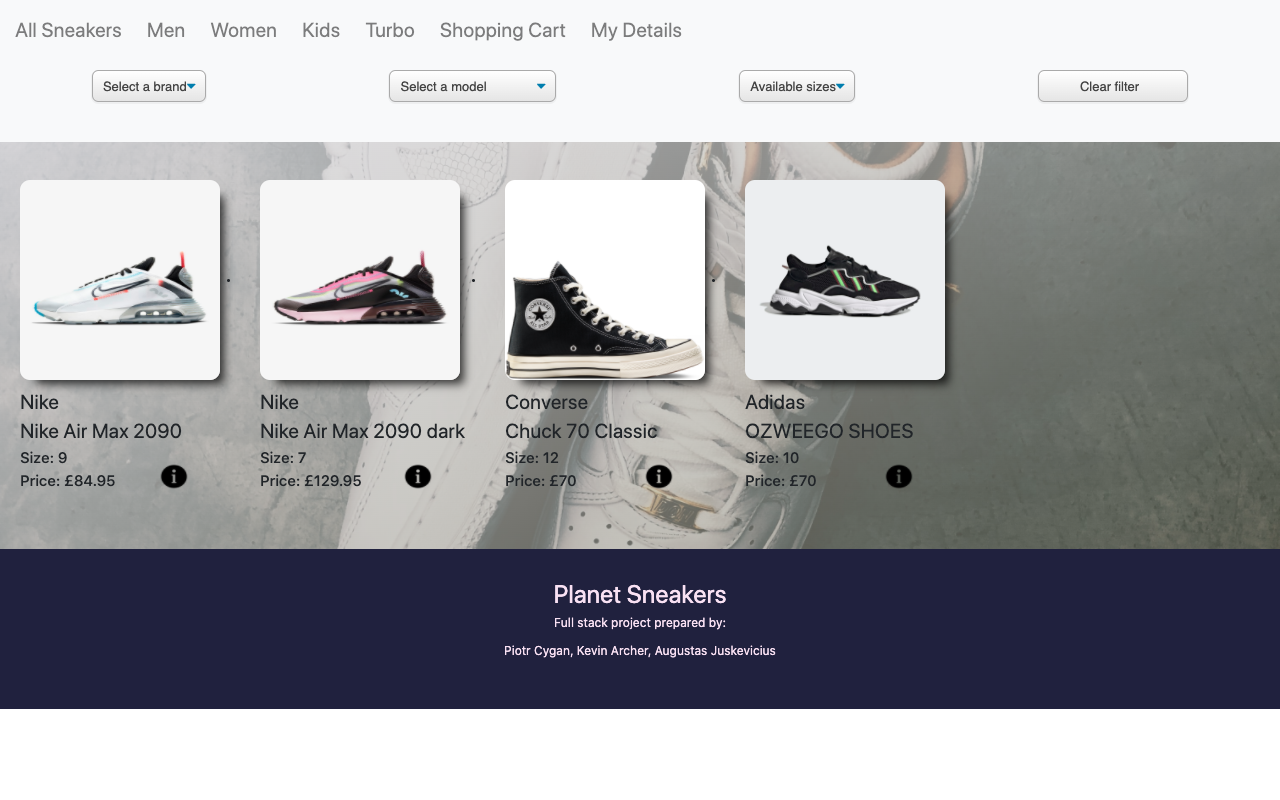 All Sneakers Men Women Kids Turbo Shopping Cart My Details
Select a brand Select a model Available sizes Clear filter
Nike Nike Converse Adidas
Nike Air Max 2090 Nike Air Max 2090 dark Chuck 70 Classic OZWEEGO SHOES
Size: 9 Size: 7 Size: 12 Size: 10
Price: £84.95 Price: £129.95 Price: £70 Price: £70
Planet Sneakers
Full stack project prepared by:
Piotr Cygan, Kevin Archer, Augustas Juskevicius